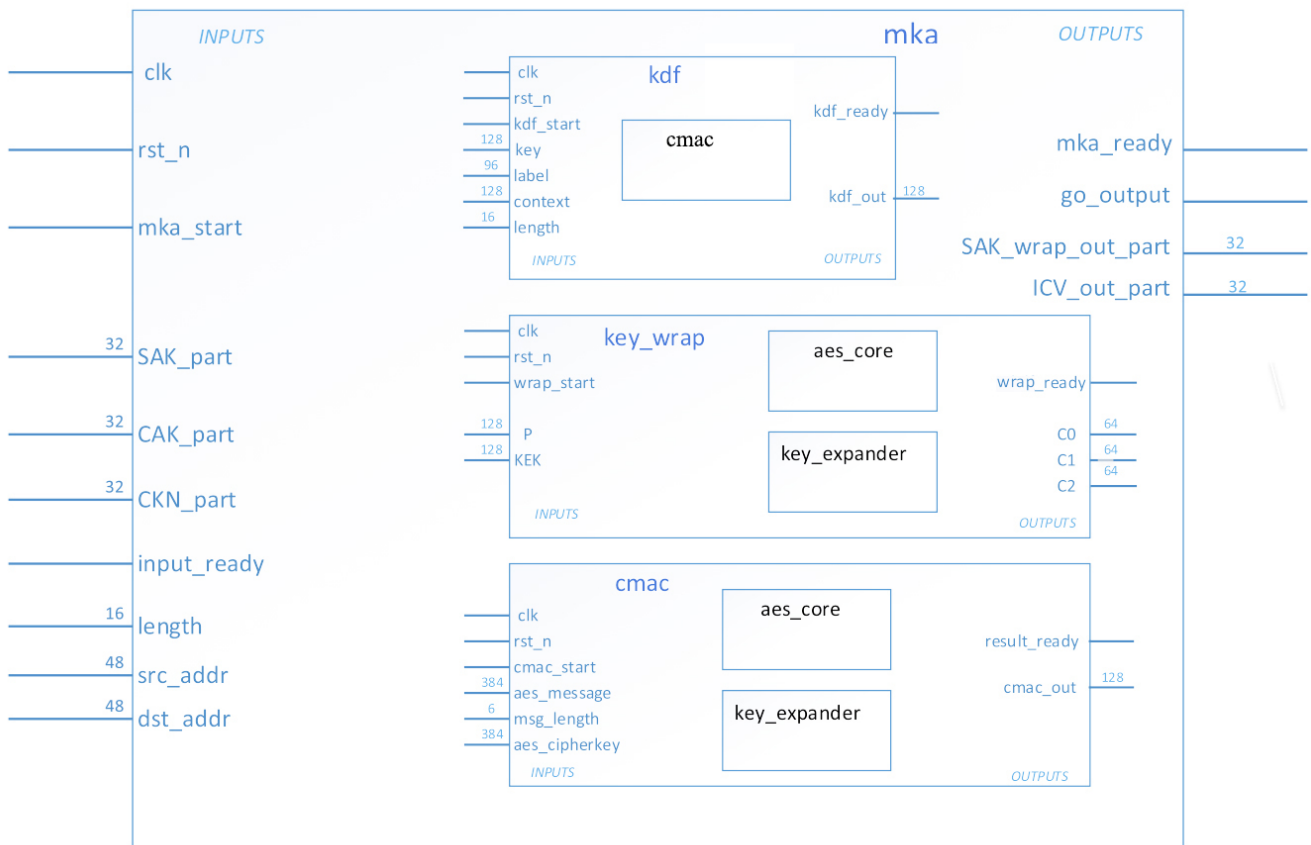 INPUTS
mka
OUTPUTS
clk
rst_n
mka_start
32
SAK_part
32
CAK_part
32
CKN_part
input_ready
16
length
48
src_addr
48
dst_addr
kdf
clk
rst_n
kdf_start
128
key
96
label
128
context
16
length
INPUTS
cmac
kdf_ready
kdf_out
128
OUTPUTS
key_wrap
clk
rst_n
wrap_start
128
P
128
KEK
INPUTS
aes_core
key_expander
wrap_ready
C0
64
C1
64
C2
64
OUTPUTS
cmac
clk
rst_n
cmac_start
384
aes_message
6
msg_length
384
aes_cipherkey
INPUTS
aes_core
key_expander
result_ready
cmac_out
128
OUTPUTS
mka_ready
go_output
SAK_wrap_out_part
32
ICV_out_part
32